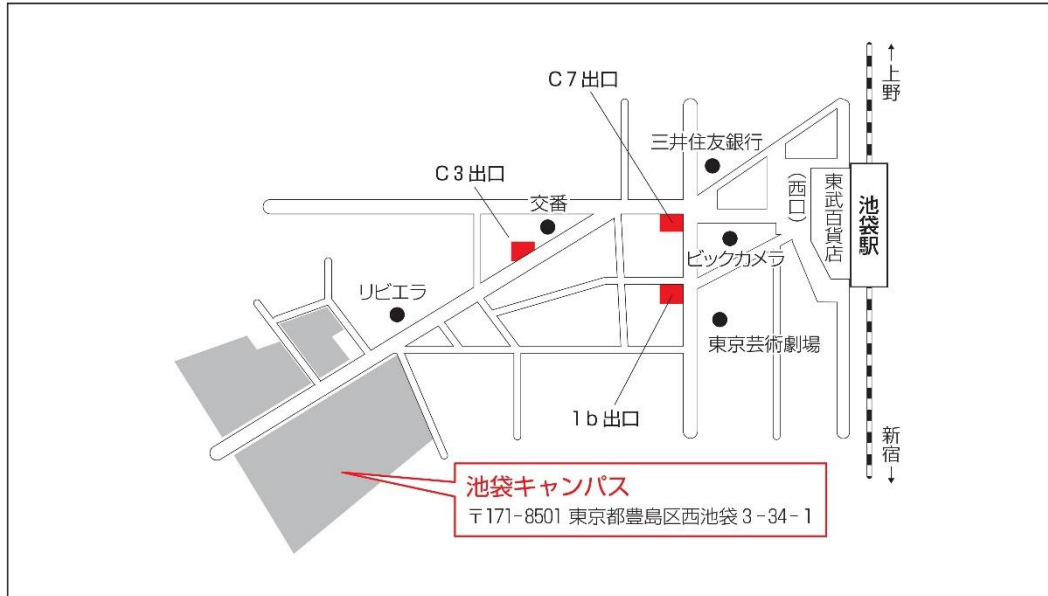 ↑上野
C7出口
三井住友銀行
C3出口
交番
(西口)
東武百貨店
池袋駅
ビックカメラ
リビエラ
東京芸術劇場
1b出口
新宿↓
池袋キャンパス
〒171-8501 東京都豊島区西池袋3-34-1